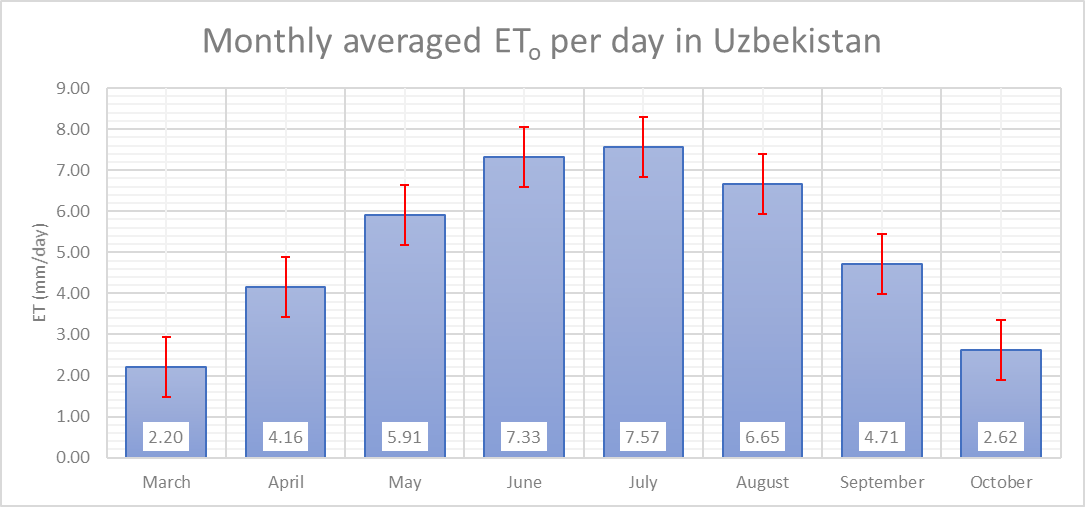 Monthly averaged ETo per day in Uzbekistan
ET (mm/day)
9.00
8.00
7.00
6.00
5.00
4.00
3.00
2.00
1.00
0.00
2.20 4.16 5.91 7.33 7.57 6.65 4.71 2.62
March April May June July August September October